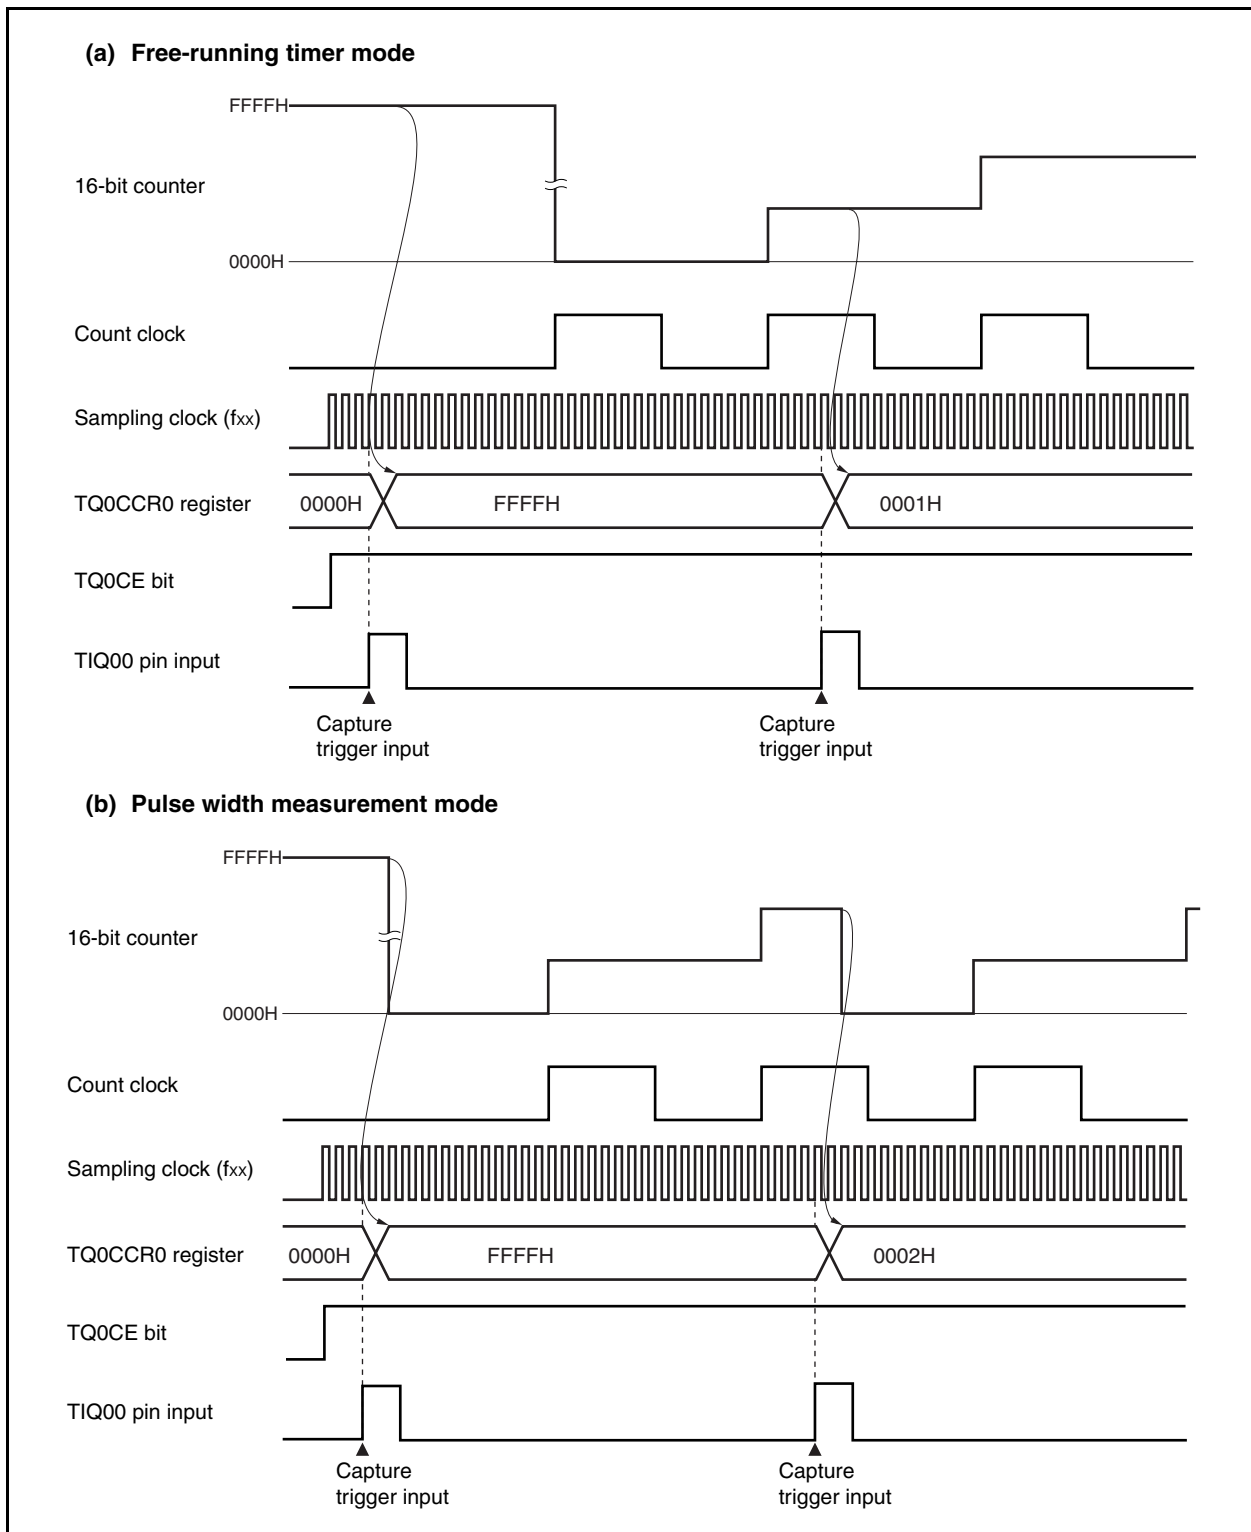 (a) Free-running timer mode
FFFFH
16-bit counter
0000H
Count clock
Sampling clock (fxx)
TQ0CCR0 register
0000H
FFFFH
0001H
TQ0CE bit
TIQ00 pin input
Capture
trigger input
Capture
trigger input
(b) Pulse width measurement mode
FFFFH
16-bit counter
0000H
Count clock
Sampling clock (fxx)
TQ0CCR0 register
0000H
FFFFH
0002H
TQ0CE bit
TIQ00 pin input
Capture
trigger input
Capture
trigger input